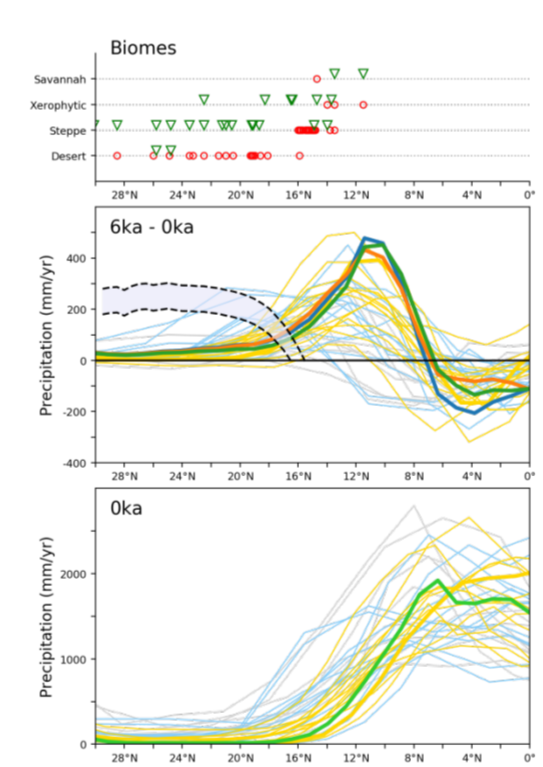 Biomes
Savannah
Xerophytic
Steppe
Desert
28°N 24°N 20°N 16°N 12°N 8°N 4°N 0°
6ka - 0ka
Precipitation (mm/yr)
400
200
0
-200
-400
28°N 24°N 20°N 16°N 12°N 8°N 4°N 0°
0ka
Precipitation (mm/yr)
2000
1000
0
28°N 24°N 20°N 16°N 12°N 8°N 4°N 0°